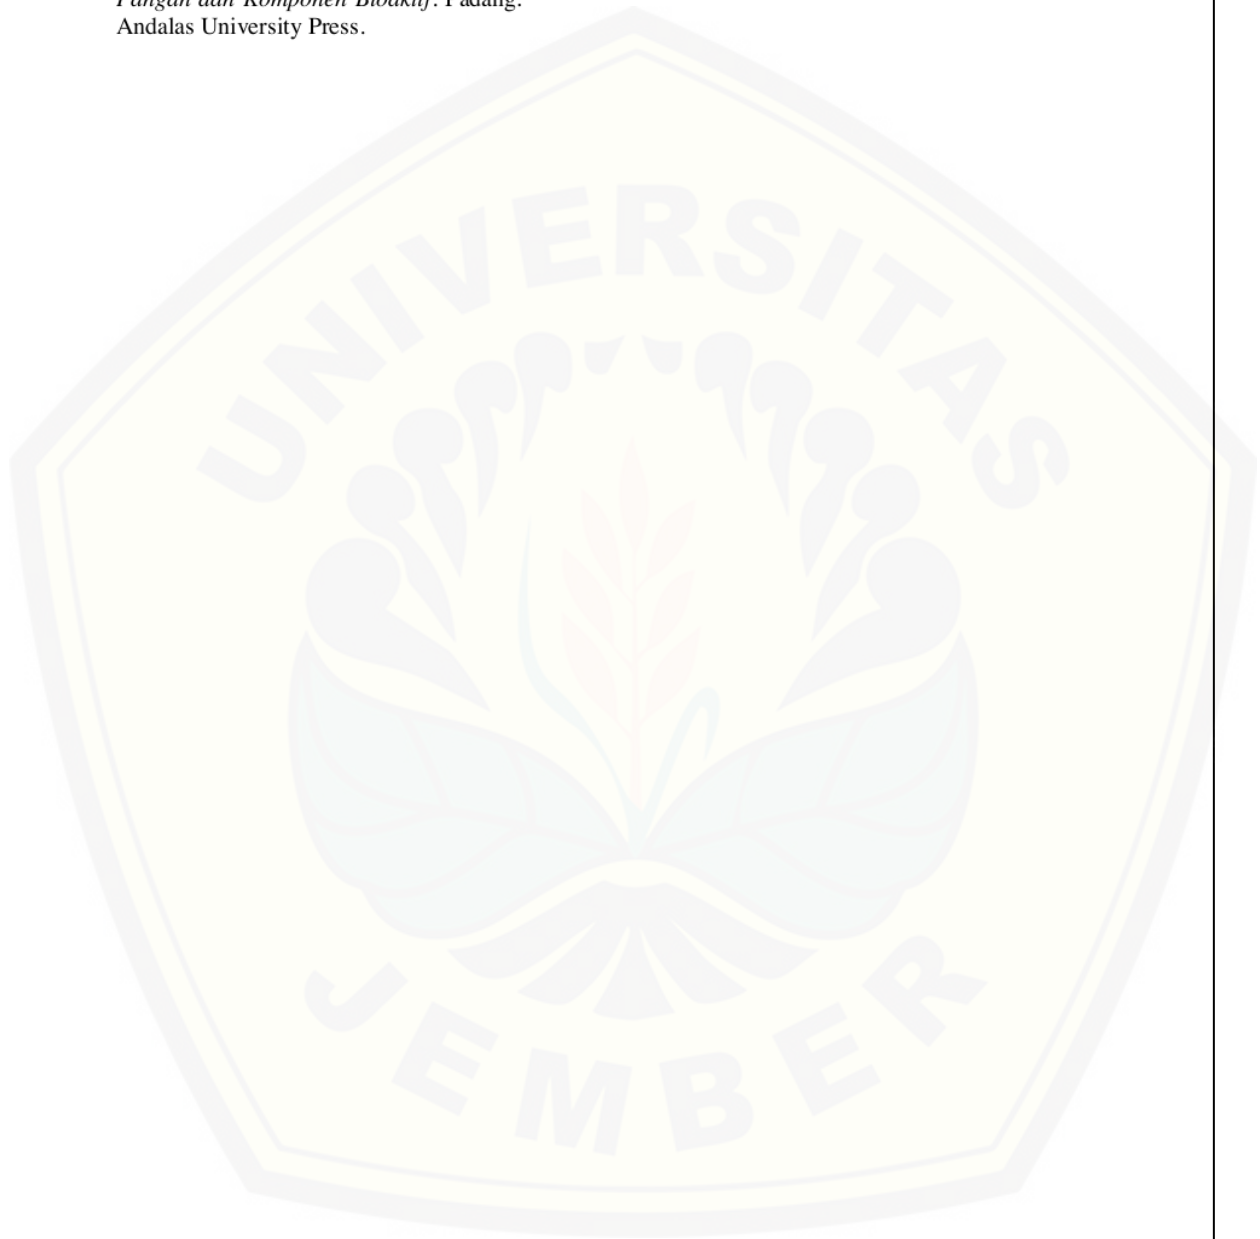 Pangan dan Komponen Bioaktif. Padang:
Andalas University Press.
UNIVERSITAS
JEMBER